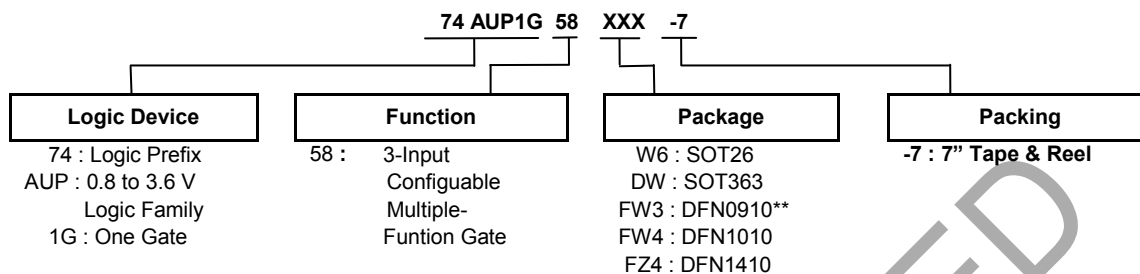 74 AUP1G 58 XXX -7
Logic Device
74 : Logic Prefix
AUP : 0.8 to 3.6 V
Logic Family
1G : One Gate
Function
58 : 3-Input
Configuable
Multiple-
Funtion Gate
Package
W6 : SOT26
DW : SOT363
FW3 : DFN0910**
FW4 : DFN1010
FZ4 : DFN1410
Packing
-7 : 7” Tape & Reel